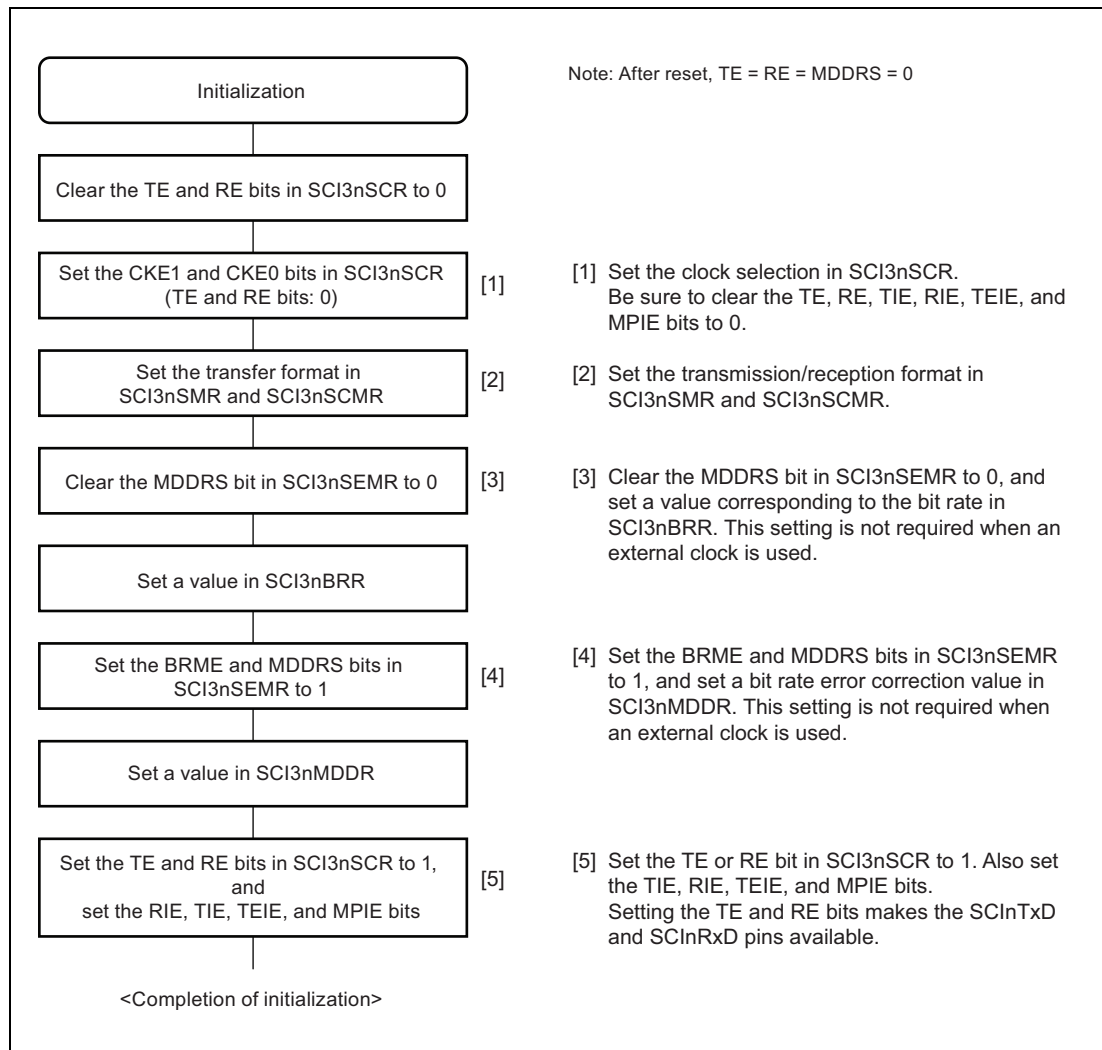 Initialization
Note: After reset, TE = RE = MDDRS = 0
Clear the TE and RE bits in SCI3nSCR to 0
Set the CKE1 and CKE0 bits in SCI3nSCR
(TE and RE bits: 0)
[1]
[1] Set the clock selection in SCI3nSCR.
Be sure to clear the TE, RE, TIE, RIE, TEIE, and
MPIE bits to 0.
Set the transfer format in
SCI3nSMR and SCI3nSCMR
[2]
[2] Set the transmission/reception format in
SCI3nSMR and SCI3nSCMR.
Clear the MDDRS bit in SCI3nSEMR to 0
[3]
[3] Clear the MDDRS bit in SCI3nSEMR to 0, and
set a value corresponding to the bit rate in
SCI3nBRR. This setting is not required when an
external clock is used.
Set a value in SCI3nBRR
Set the BRME and MDDRS bits in
SCI3nSEMR to 1
[4]
[4] Set the BRME and MDDRS bits in SCI3nSEMR
to 1, and set a bit rate error correction value in
SCI3nMDDR. This setting is not required when
an external clock is used.
Set a value in SCI3nMDDR
Set the TE and RE bits in SCI3nSCR to 1,
and
set the RIE, TIE, TEIE, and MPIE bits
[5]
[5] Set the TE or RE bit in SCI3nSCR to 1. Also set
the TIE, RIE, TEIE, and MPIE bits.
Setting the TE and RE bits makes the SCInTxD
and SCInRxD pins available.
<Completion of initialization>